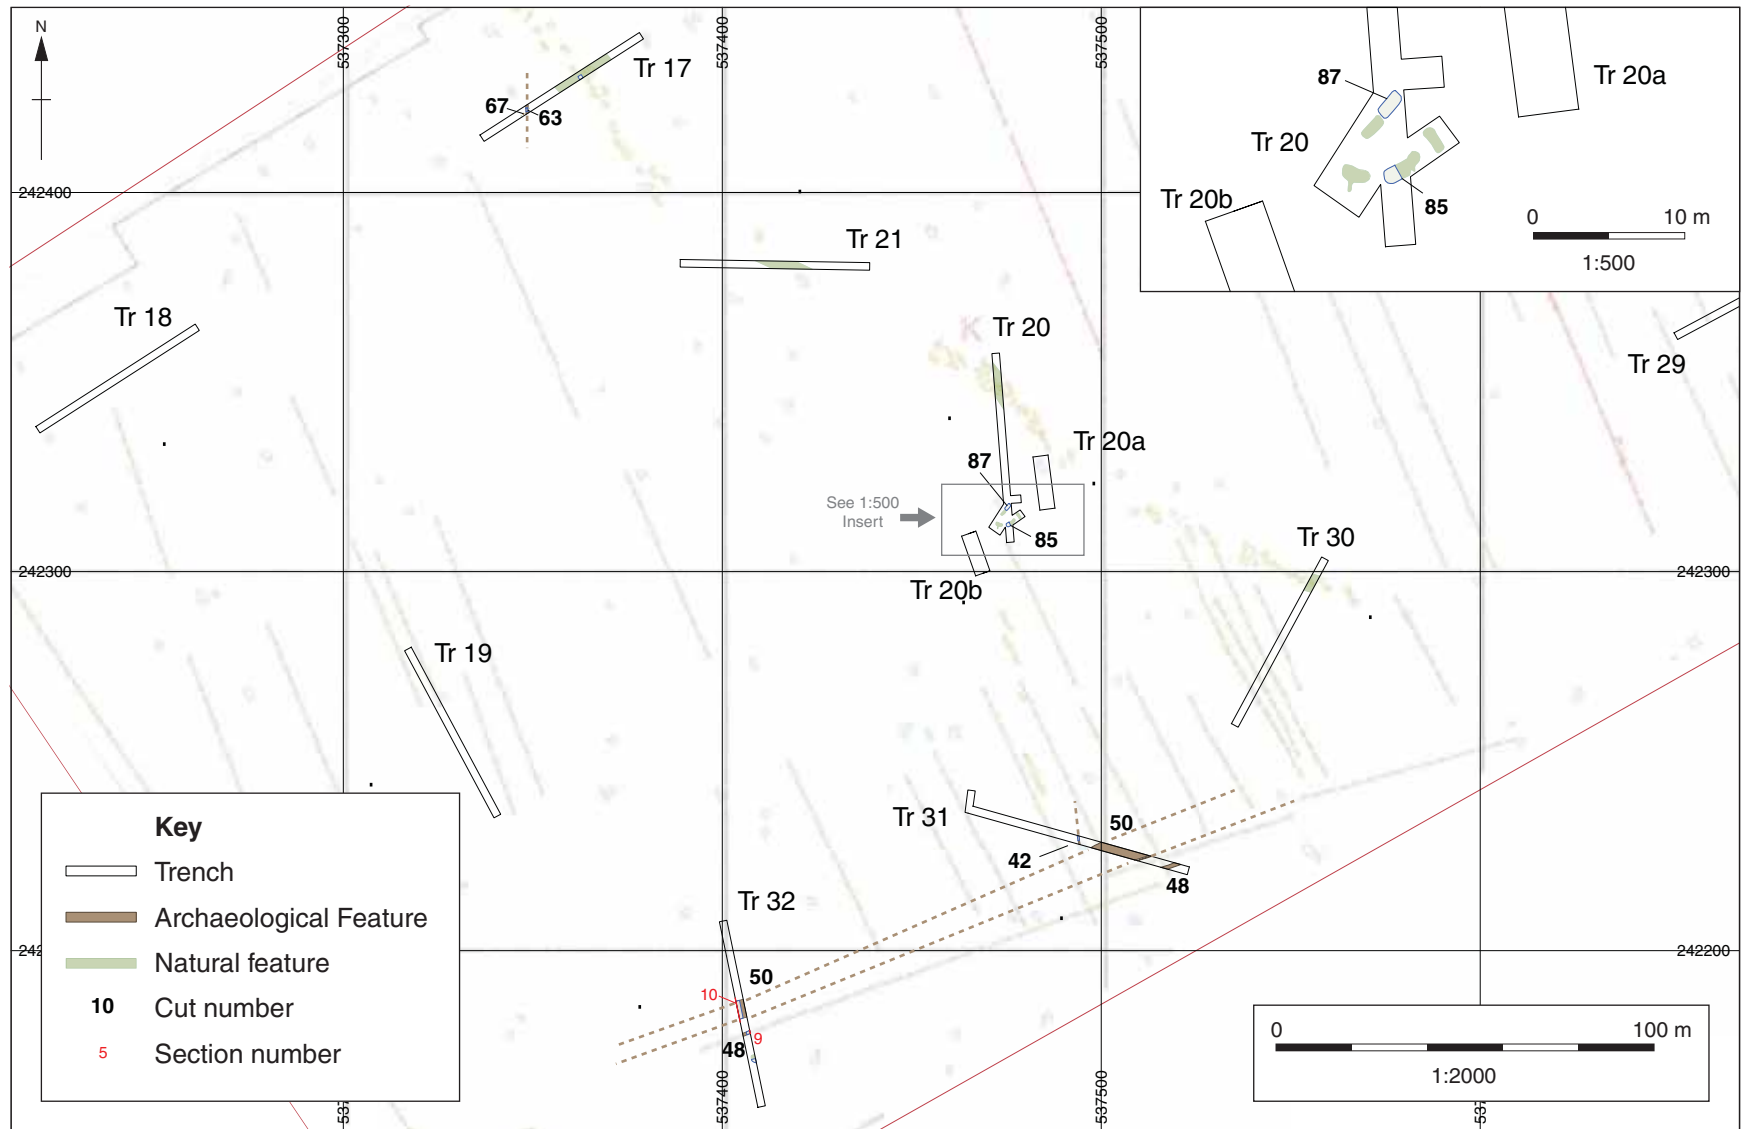 N
537300
537400
537500
Tr 17
67
63
87
Tr 20a
Tr 20
Tr 20b
85
0 10 m
1:500
242400
Tr 21
Tr 18
Tr 20
K
Tr 29
Tr 20a
87
See 1:500
Insert
85
Tr 30
242300
242300
Tr 20b
Tr 19
Tr 31
50
42
48
Tr 32
242200
50
10
9
48
Key
Trench
Archaeological Feature
Natural feature
10 Cut number
5 Section number
0 100 m
1:2000
537400
537500